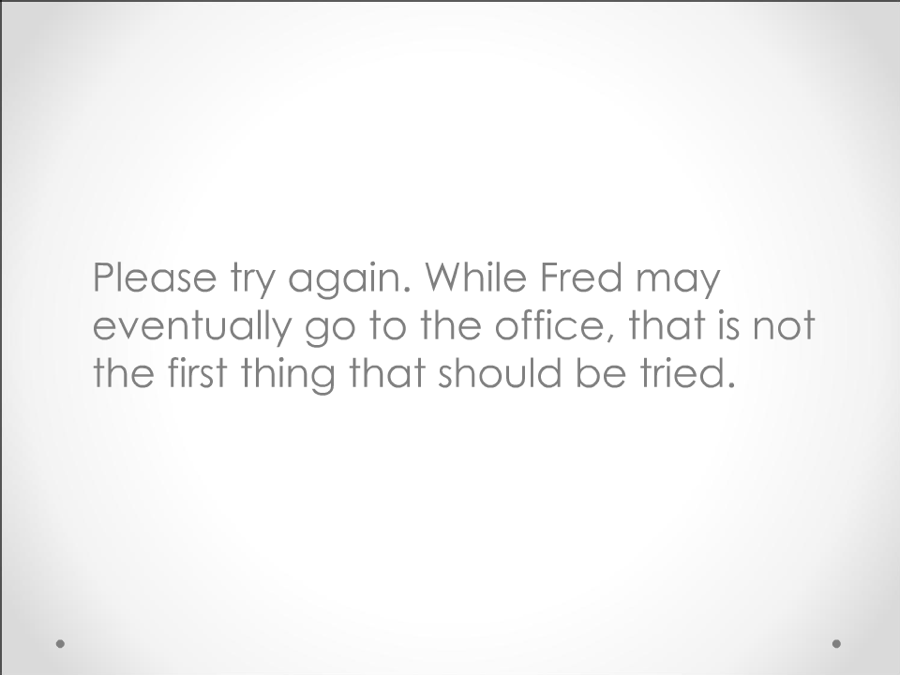 Please try again. While Fred may
eventually go to the office, that is not
the first thing that should be tried.